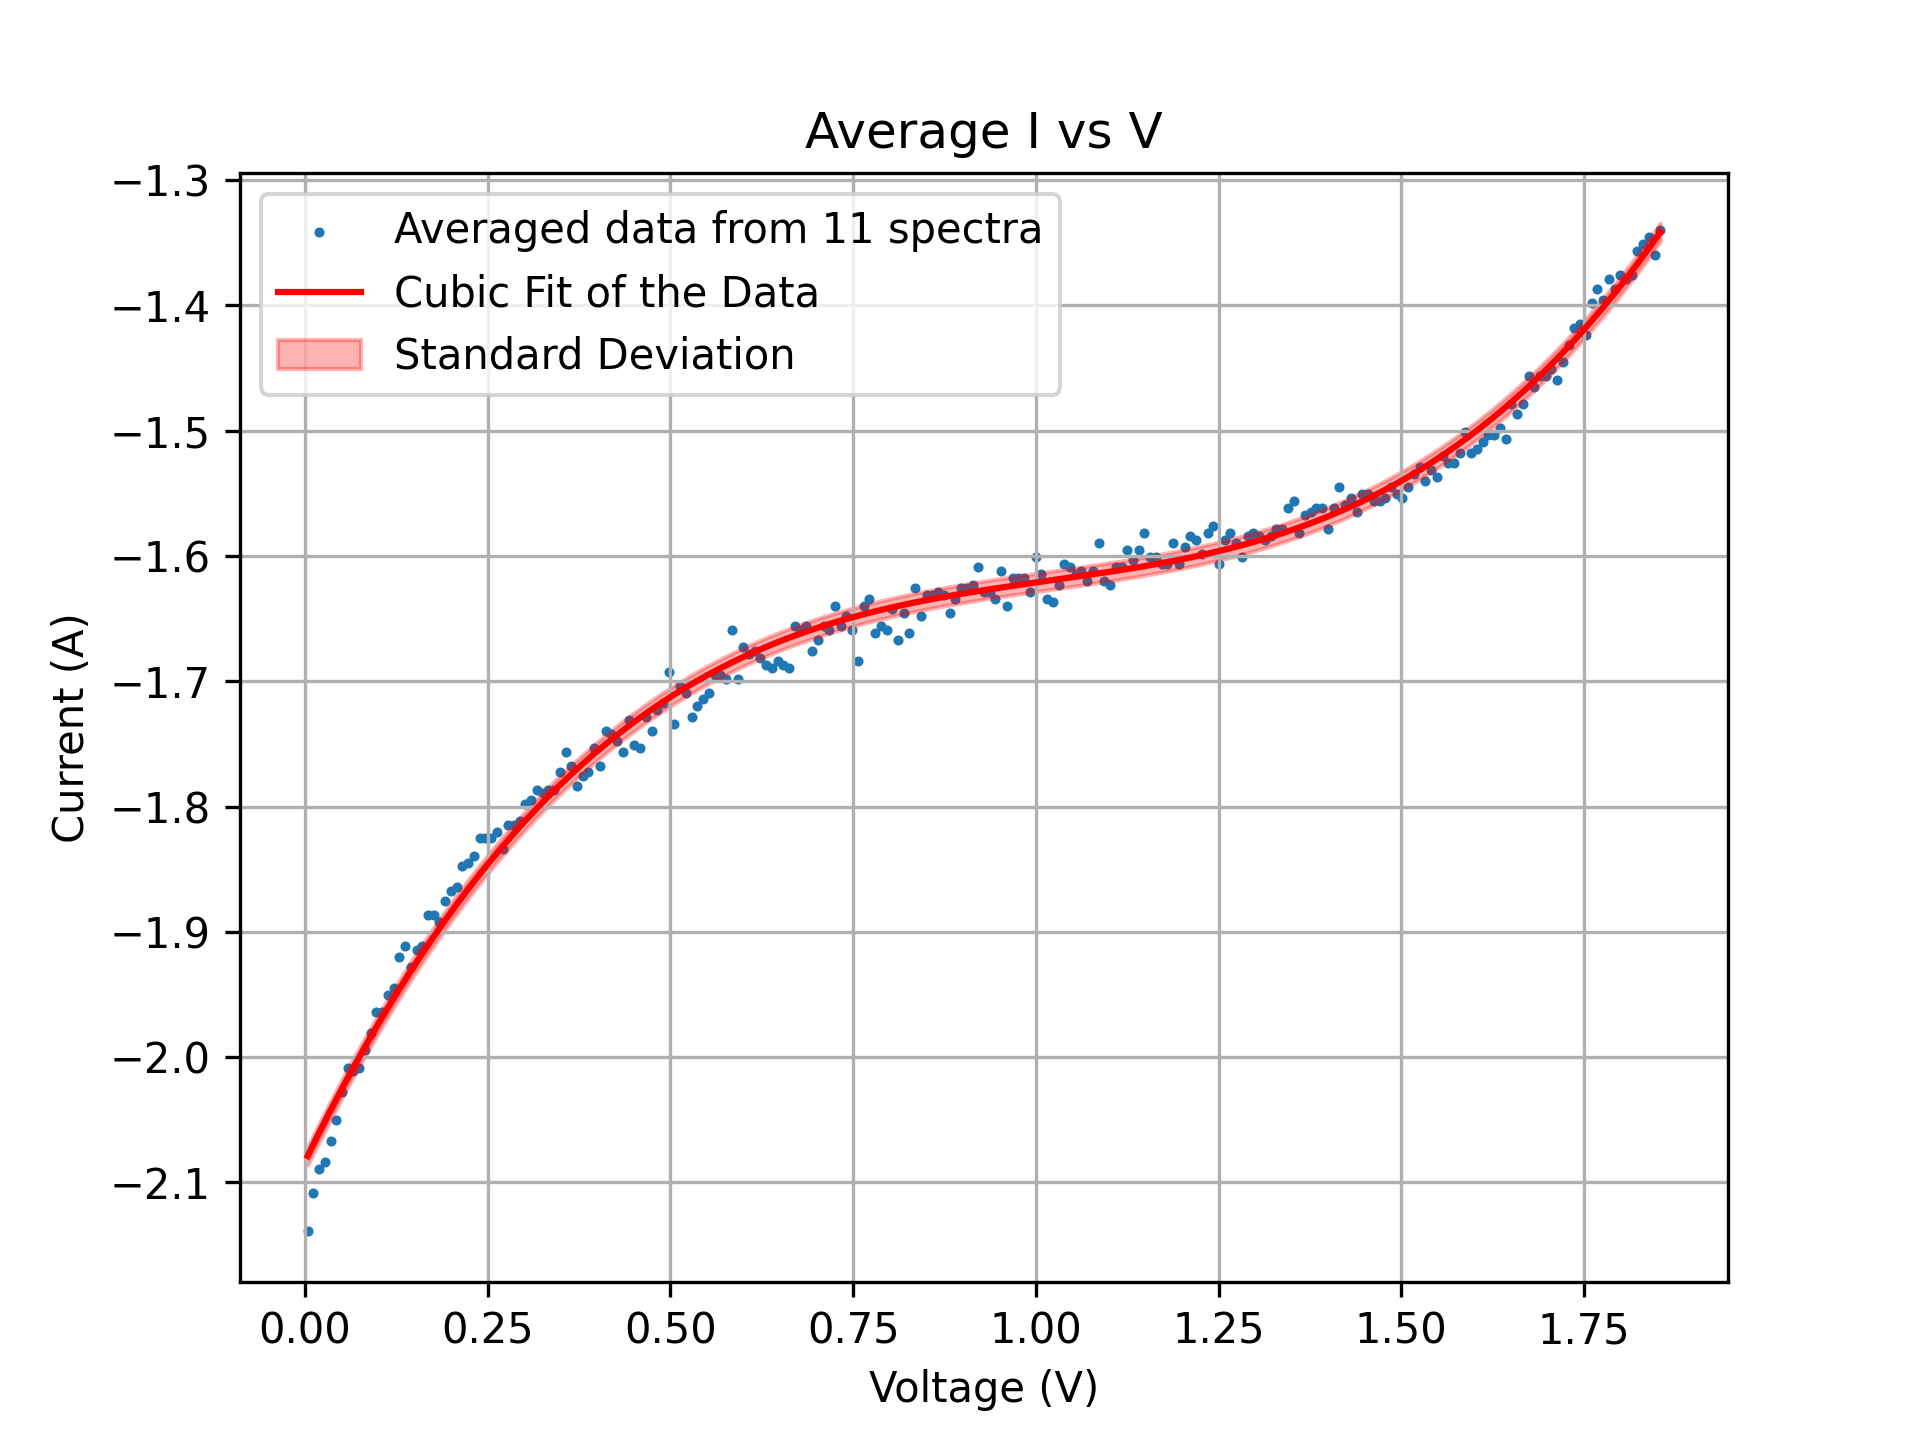 Average I vs V
−1.3
−1.4
−1.5
−1.6
−1.7
−1.8
−1.9
−2.0
−2.1
Current (A)
Averaged data from 11 spectra
Cubic Fit of the Data
Standard Deviation
0.00 0.25 0.50 0.75 1.00 1.25 1.50 1.75
Voltage (V)